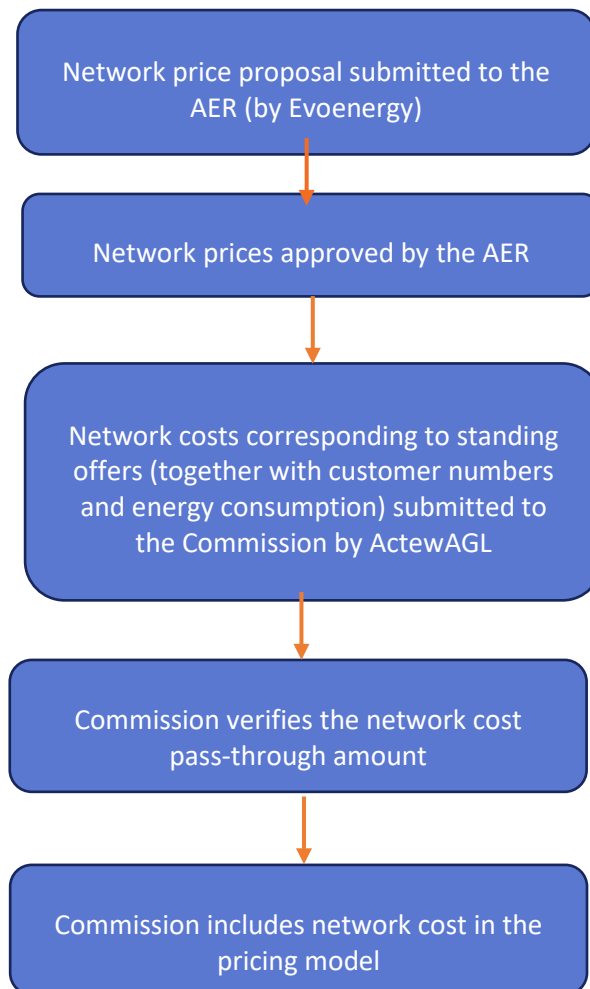 Network price proposal submitted to the
AER (by Evoenergy)
Network prices approved by the AER
Network costs corresponding to standing
offers (together with customer numbers
and energy consumption) submitted to
the Commission by ActewAGL
Commission verifies the network cost
pass-through amount
Commission includes network cost in the
pricing model